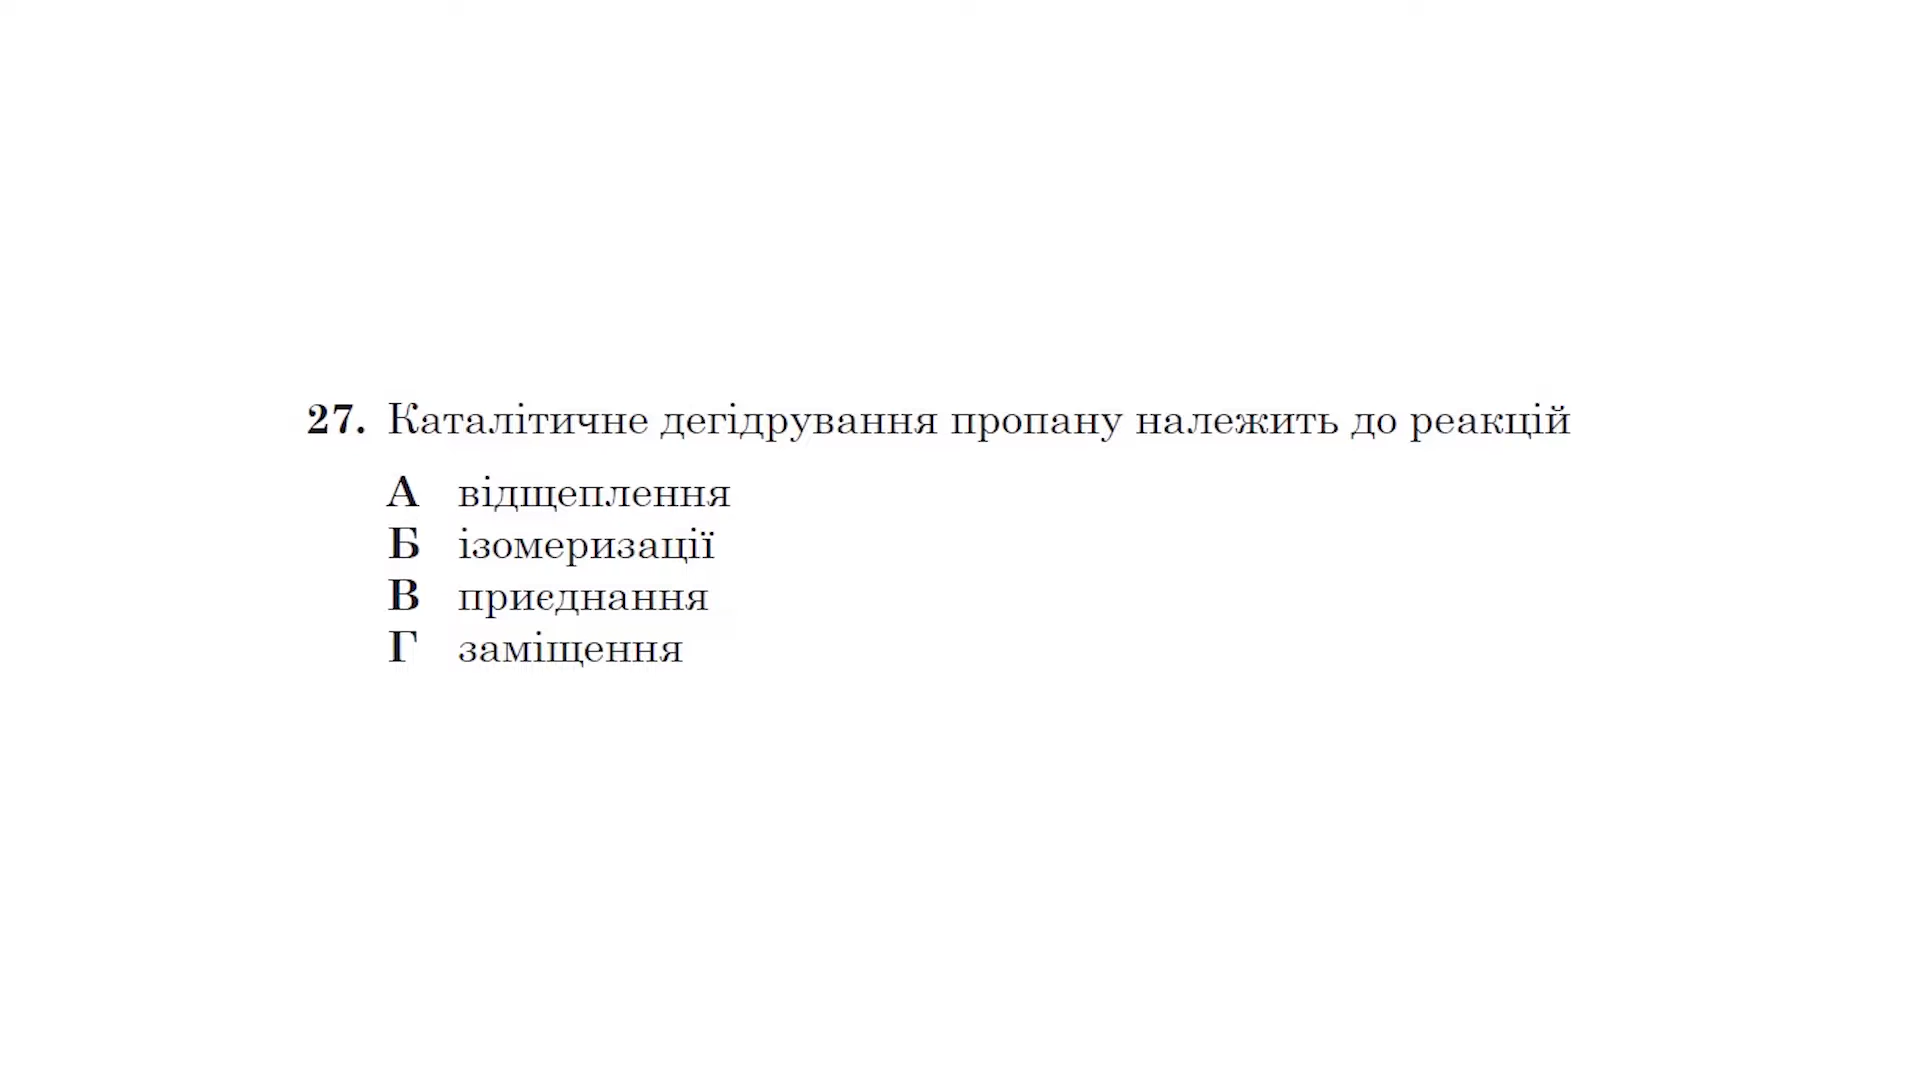 27. Каталітичне дегідрування пропану належить до реакцій
А відщеплення
Б ізомеризації
В приєднання
Г заміщення